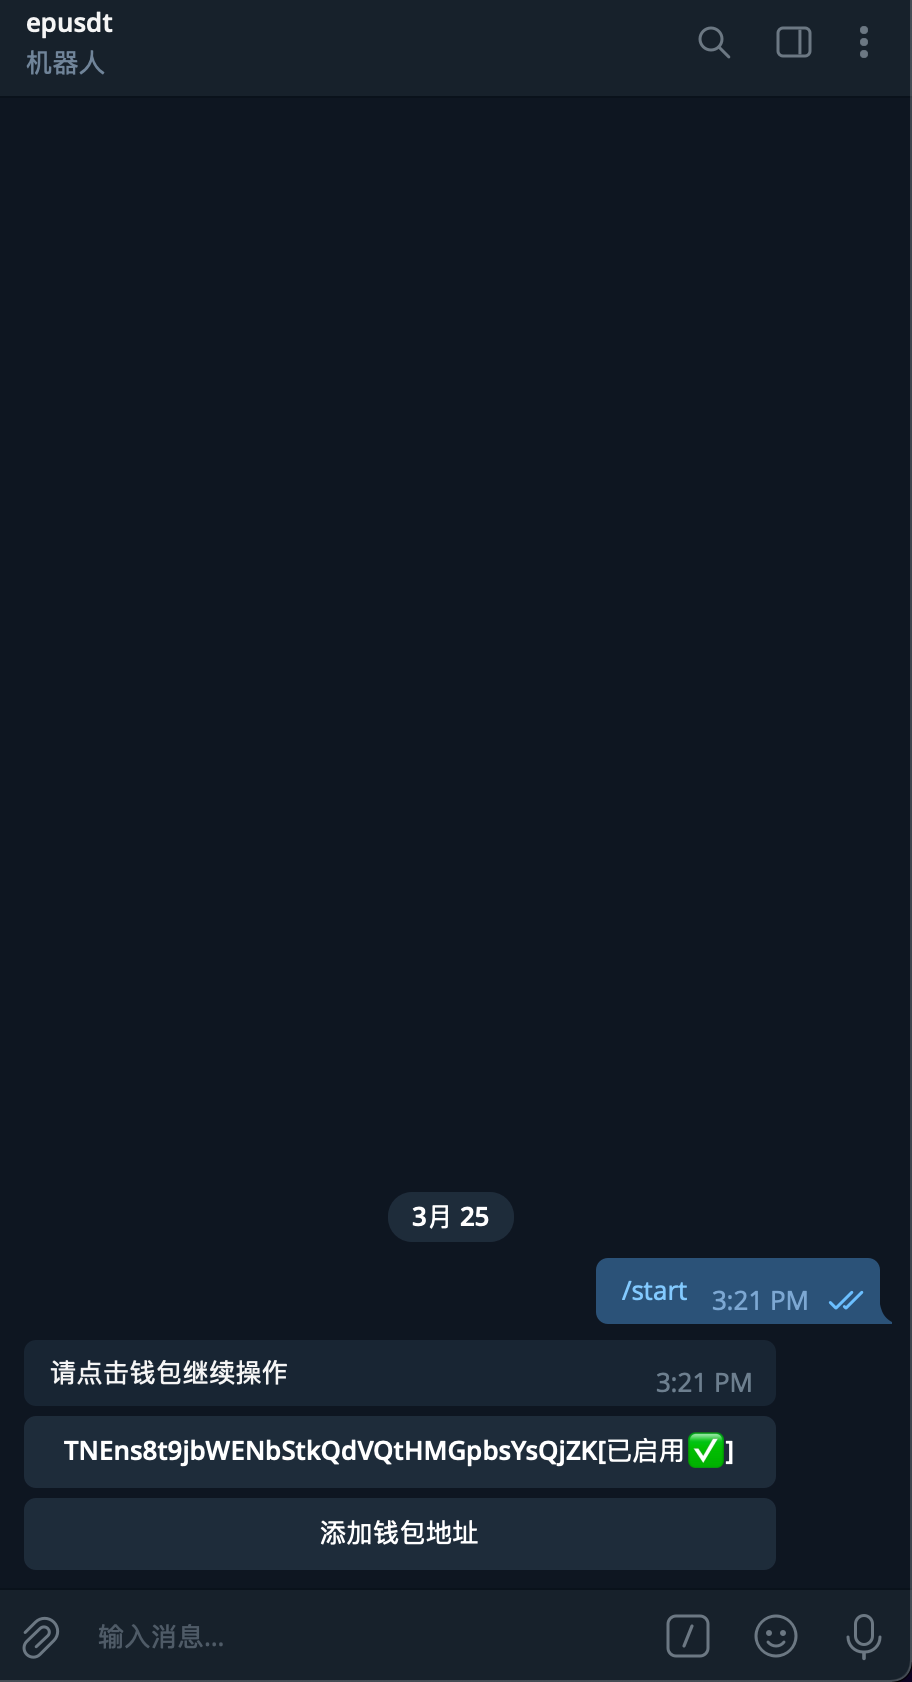 epusdt
机器人
3月 25
/start 3:21 PM
请点击钱包继续操作 3:21 PM
TNEns8t9jbWENbStkQdVQtHMGpbsYsQjZK[已启用✅]
添加钱包地址
输入消息...